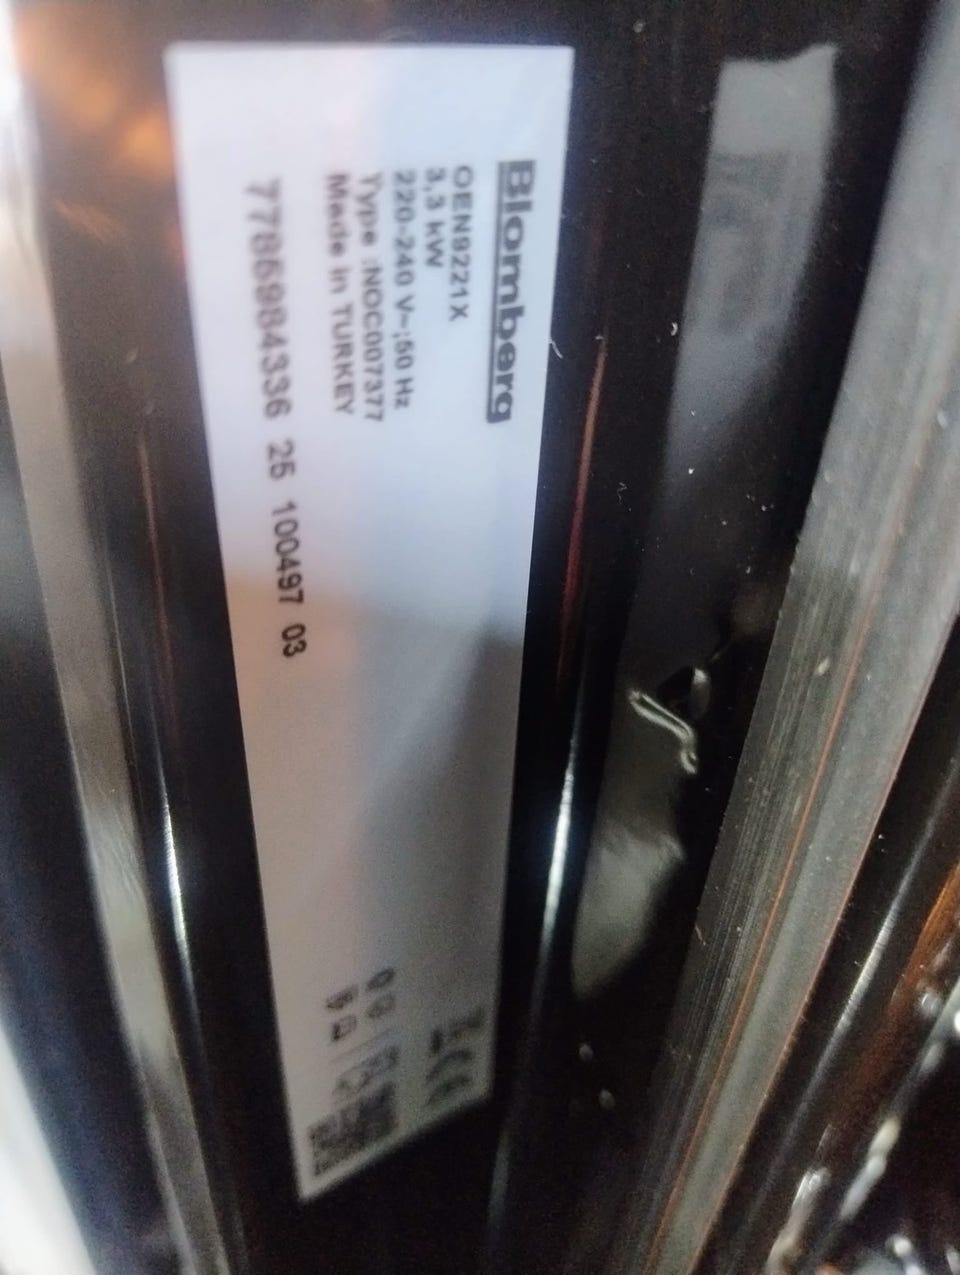 Blomberg
OEN9221X
3,3 kW
220-240 V~;50 Hz
Type :NOC007377
Made in TURKEY
7786984336 25 100497 03